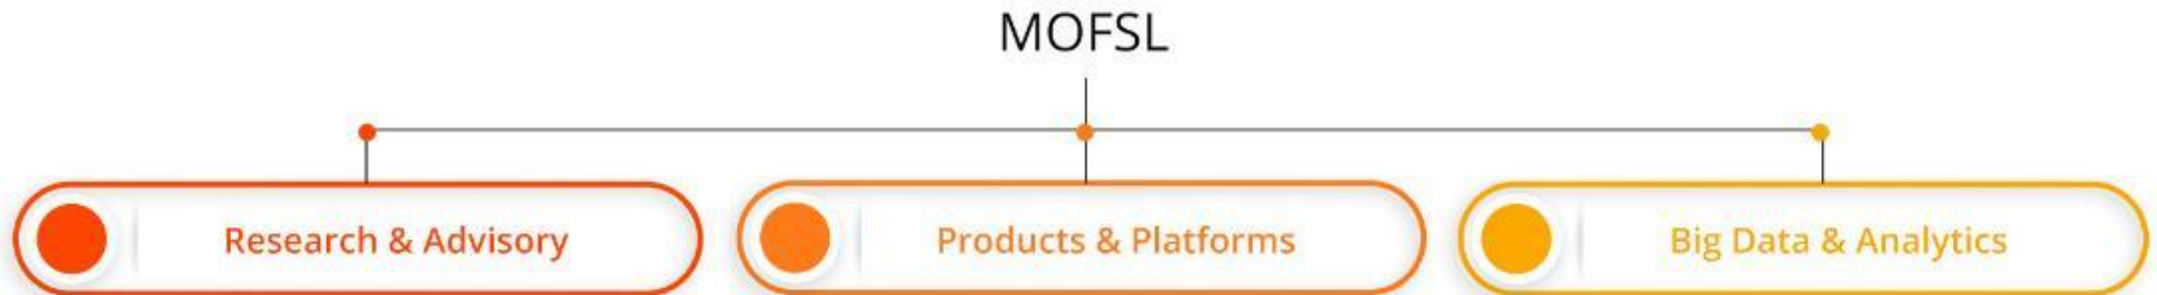 MOFSL
Research & Advisory
Products & Platforms
Big Data & Analytics